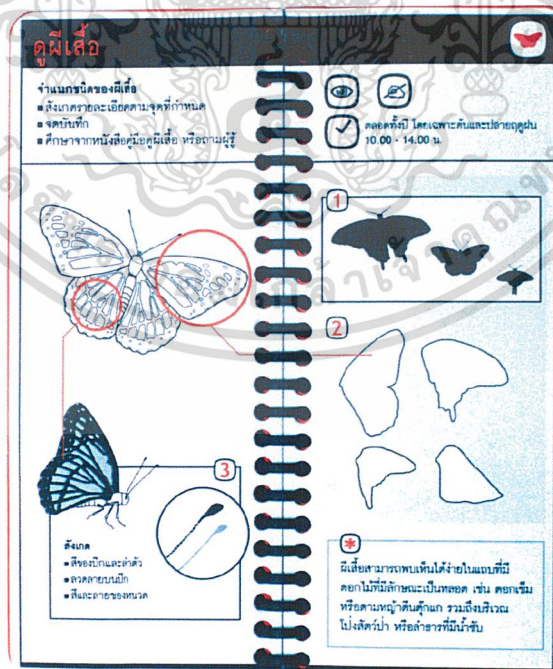 ดูผีเสื้อ
จำแนกชนิดของผีเสื้อ
▪ สังเกตรายละเอียดตามจุดที่กำหนด
▪ จดบันทึก
▪ ศึกษาจากหนังสือคู่มือดูผีเสื้อ หรือถามผู้รู้
ตลอดทั้งปี โดยเฉพาะต้นและปลายฤดูฝน
10.00 - 14.00 น.
1
2
3
สังเกต
▪ สีของปีกและลำตัว
▪ ลวดลายบนปีก
▪ สีและลายของหนวด
*
ผีเสื้อสามารถพบเห็นได้ง่ายในแถบที่มี
ดอกไม้ที่มีลักษณะเป็นหลอด เช่น ดอกเข็ม
หรือตามหญ้าตีนตุ๊กแก รวมถึงบริเวณ
โป่งสัตว์ป่า หรือลำธารที่มีน้ำซับ